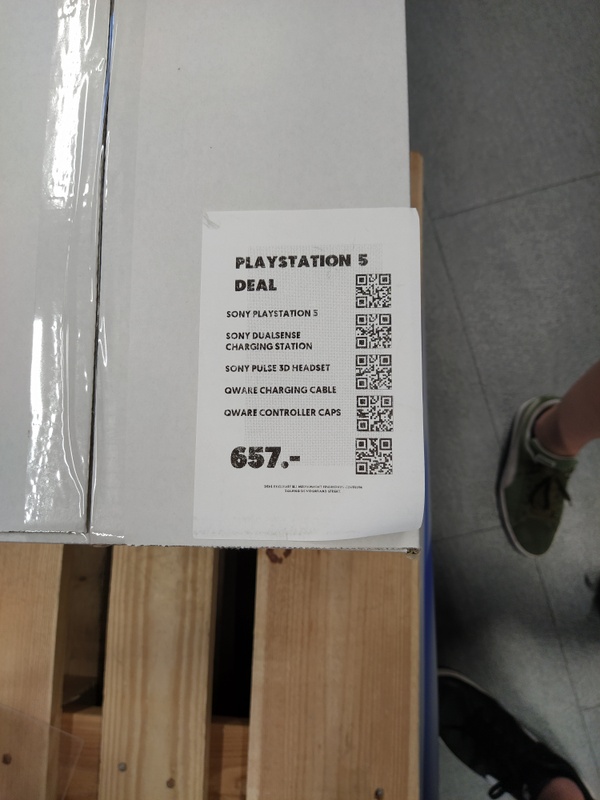 PLAYSTATION 5
DEAL
SONY PLAYSTATION 5
SONY DUALSENSE
CHARGING STATION
SONY PULSE 3D HEADSET
QWARE CHARGING CABLE
QWARE CONTROLLER CAPS
657.-